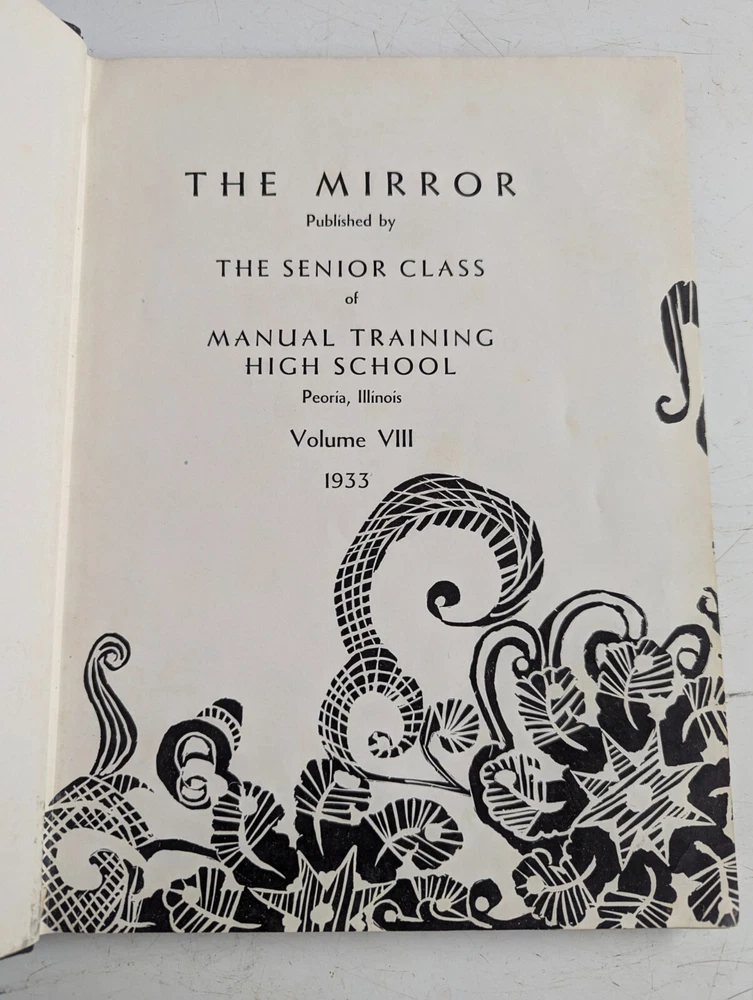 THE MIRROR
Published by
THE SENIOR CLASS
of
MANUAL TRAINING
HIGH SCHOOL
Peoria, Illinois
Volume VIII
1933